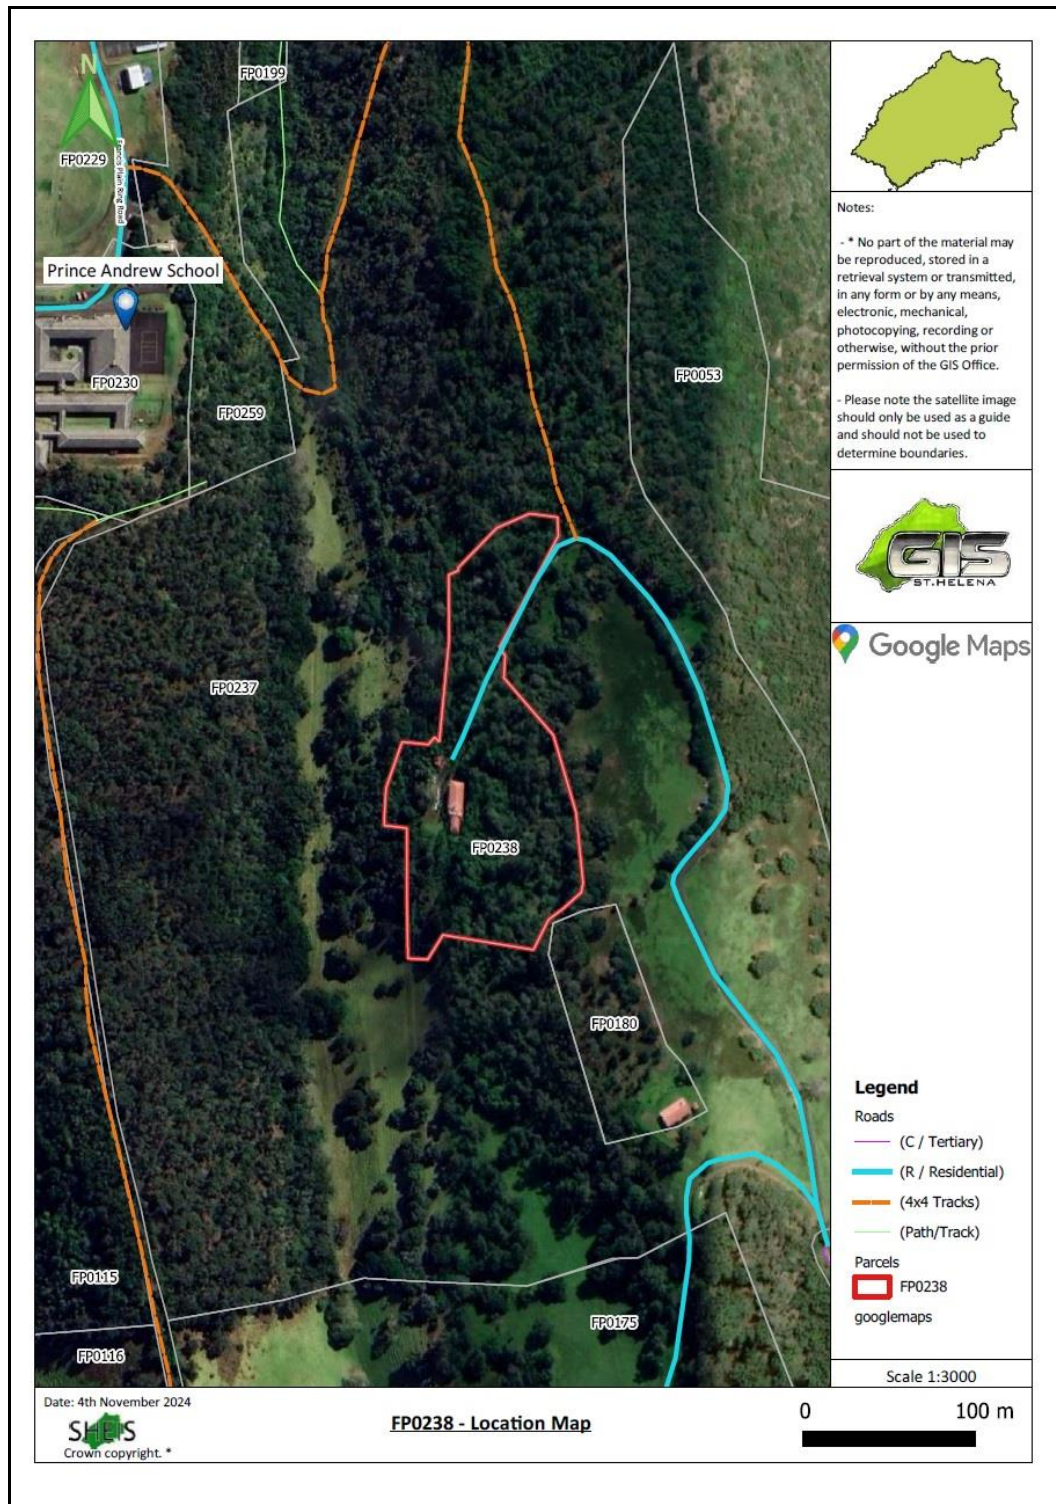 N
FP0199
FP0229
Francis Plain Ring Road
Prince Andrew School
FP0230
FP0259
FP0053
FP0237
FP0238
FP0180
FP0115
FP0116
FP0175
Notes:
- * No part of the material may
be reproduced, stored in a
retrieval system or transmitted,
in any form or by any means,
electronic, mechanical,
photocopying, recording or
otherwise, without the prior
permission of the GIS Office.
- Please note the satellite image
should only be used as a guide
and should not be used to
determine boundaries.
GIS
ST.HELENA
Google Maps
Legend
Roads
(C / Tertiary)
(R / Residential)
(4x4 Tracks)
(Path/Track)
Parcels
FP0238
googlemaps
Scale 1:3000
Date: 4th November 2024
SHEIS
Crown copyright. *
FP0238 - Location Map
0 100 m